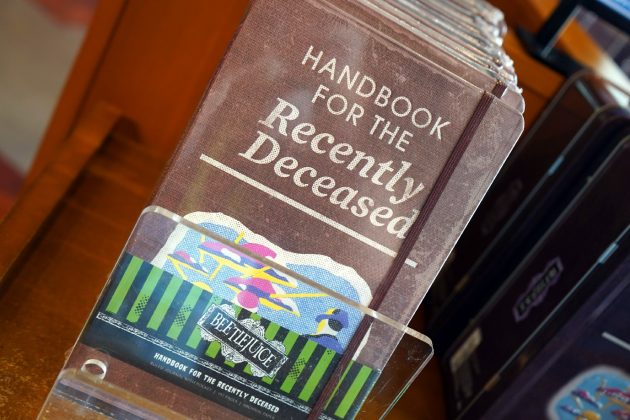 HANDBOOK
FOR THE
Recently
Deceased
BEETLEJUICE
HANDBOOK FOR THE RECENTLY DECEASED